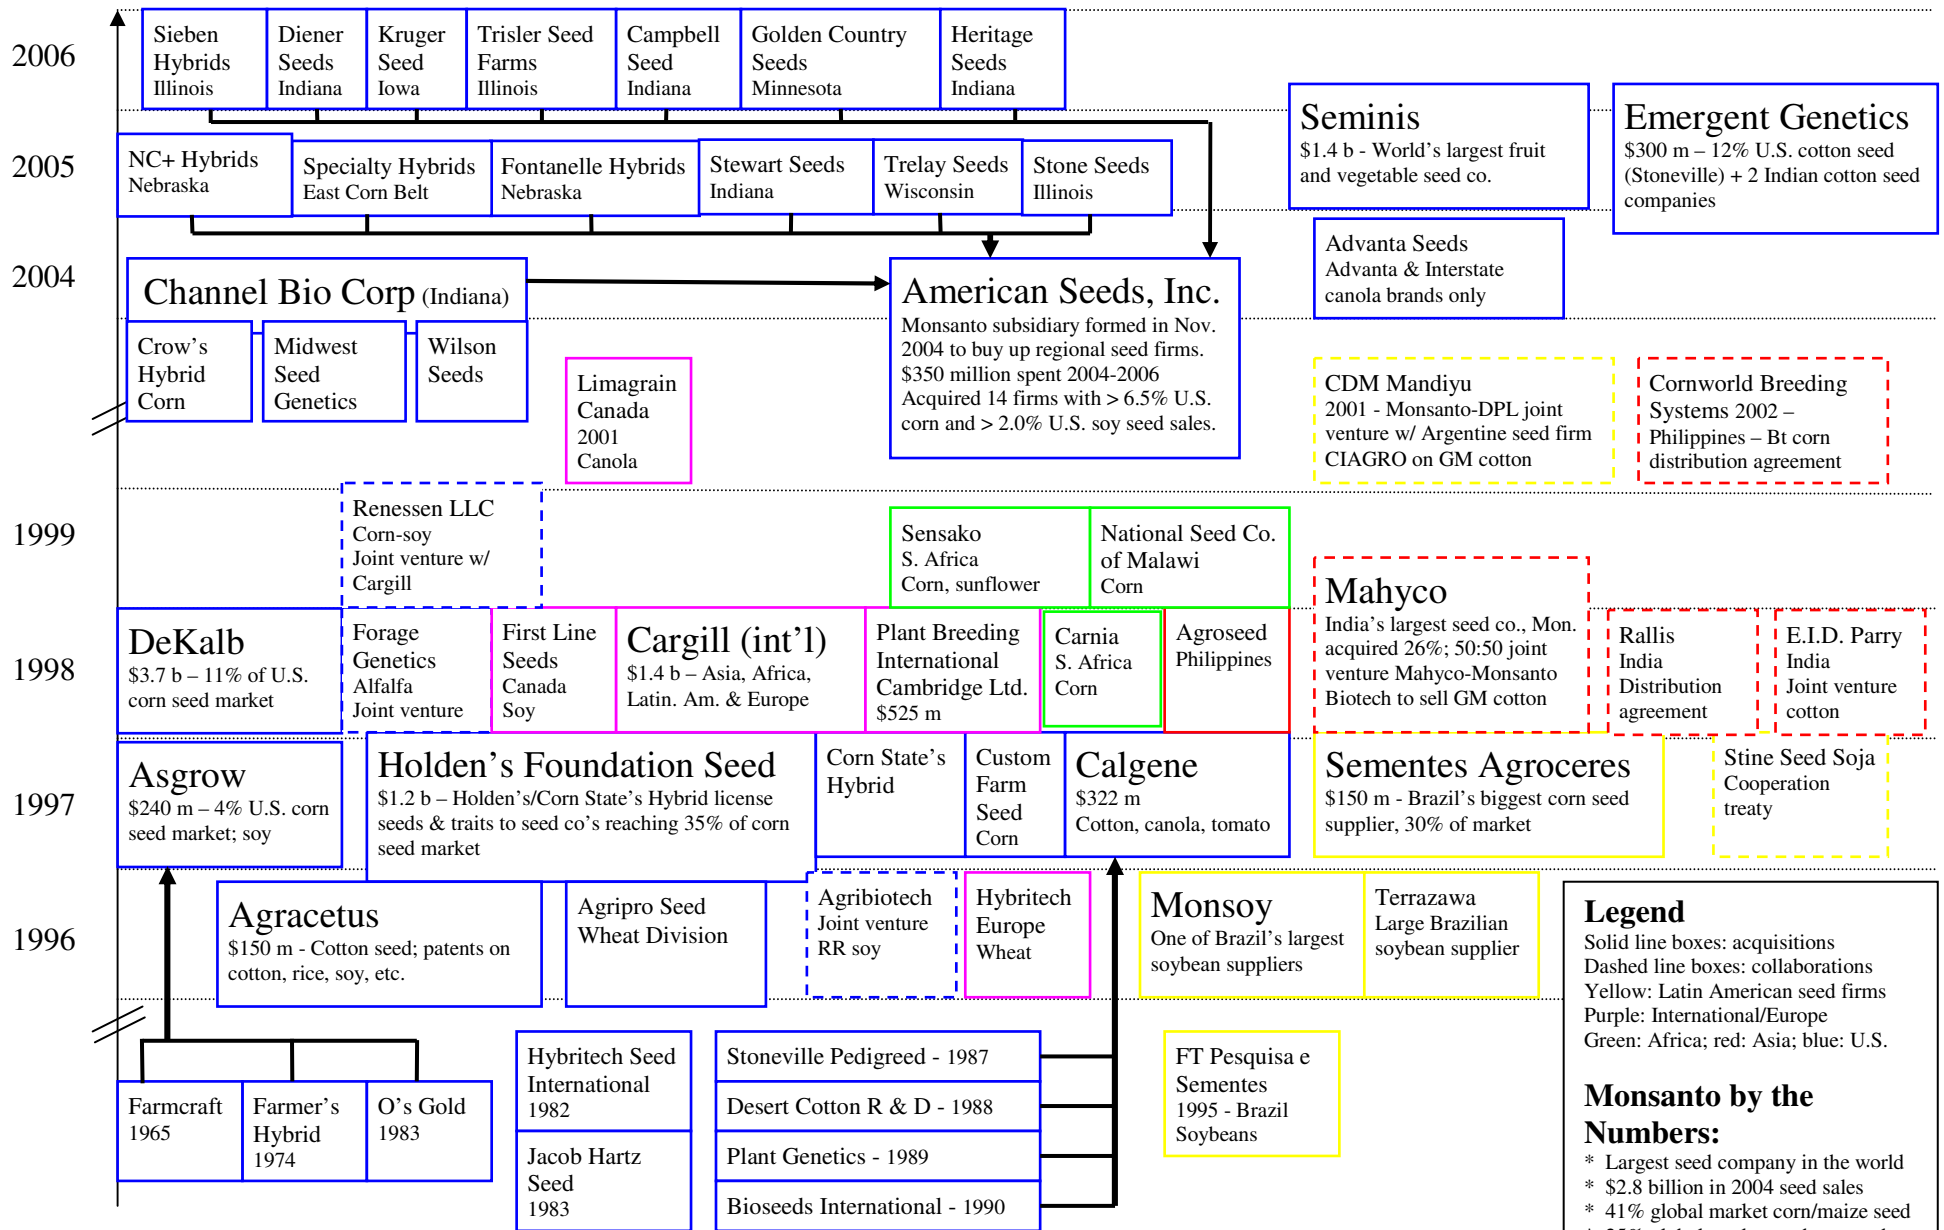 2006
Sieben
Hybrids
Illinois
Diener
Seeds
Indiana
Kruger
Seed
Iowa
Trisler Seed
Farms
Illinois
Campbell
Seed
Indiana
Golden Country
Seeds
Minnesota
Heritage
Seeds
Indiana
Seminis
$1.4 b - World's largest fruit
and vegetable seed co.
Emergent Genetics
$300 m – 12% U.S. cotton seed
(Stoneville) + 2 Indian cotton seed
companies
2005
NC+ Hybrids
Nebraska
Specialty Hybrids
East Corn Belt
Fontanelle Hybrids
Nebraska
Stewart Seeds
Indiana
Trelay Seeds
Wisconsin
Stone Seeds
Illinois
Advanta Seeds
Advanta & Interstate
canola brands only
2004
Channel Bio Corp (Indiana)
Crow's
Hybrid
Corn
Midwest
Seed
Genetics
Wilson
Seeds
American Seeds, Inc.
Monsanto subsidiary formed in Nov.
2004 to buy up regional seed firms.
$350 million spent 2004-2006
Acquired 14 firms with > 6.5% U.S.
corn and > 2.0% U.S. soy seed sales.
Limagrain
Canada
2001
Canola
CDM Mandiyu
2001 - Monsanto-DPL joint
venture w/ Argentine seed firm
CIAGRO on GM cotton
Cornworld Breeding
Systems 2002 –
Philippines – Bt corn
distribution agreement
1999
Renessen LLC
Corn-soy
Joint venture w/
Cargill
Sensako
S. Africa
Corn, sunflower
National Seed Co.
of Malawi
Corn
Mahyco
India's largest seed co., Mon.
acquired 26%; 50:50 joint
venture Mahyco-Monsanto
Biotech to sell GM cotton
1998
DeKalb
$3.7 b – 11% of U.S.
corn seed market
Forage
Genetics
Alfalfa
Joint venture
First Line
Seeds
Canada
Soy
Cargill (int'l)
$1.4 b – Asia, Africa,
Latin. Am. & Europe
Plant Breeding
International
Cambridge Ltd.
$525 m
Carnia
S. Africa
Corn
Agroseed
Philippines
Rallis
India
Distribution
agreement
E.I.D. Parry
India
Joint venture
cotton
1997
Asgrow
$240 m – 4% U.S. corn
seed market; soy
Holden's Foundation Seed
$1.2 b – Holden's/Corn State's Hybrid license
seeds & traits to seed co's reaching 35% of corn
seed market
Corn State's
Hybrid
Custom
Farm
Seed
Corn
Calgene
$322 m
Cotton, canola, tomato
Sementes Agroceres
$150 m - Brazil's biggest corn seed
supplier, 30% of market
Stine Seed Soja
Cooperation
treaty
1996
Agracetus
$150 m - Cotton seed; patents on
cotton, rice, soy, etc.
Agripro Seed
Wheat Division
Agribiotech
Joint venture
RR soy
Hybritech
Europe
Wheat
Monsoy
One of Brazil's largest
soybean suppliers
Terrazawa
Large Brazilian
soybean supplier
Farmcraft
1965
Farmer's
Hybrid
1974
O's Gold
1983
Hybritech Seed
International
1982
Jacob Hartz
Seed
1983
Stoneville Pedigreed - 1987
Desert Cotton R & D - 1988
Plant Genetics - 1989
Bioseeds International - 1990
FT Pesquisa e
Sementes
1995 - Brazil
Soybeans
Legend
Solid line boxes: acquisitions
Dashed line boxes: collaborations
Yellow: Latin American seed firms
Purple: International/Europe
Green: Africa; red: Asia; blue: U.S.
Monsanto by the
Numbers:
* Largest seed company in the world
* $2.8 billion in 2004 seed sales
* 41% global market corn/maize seed